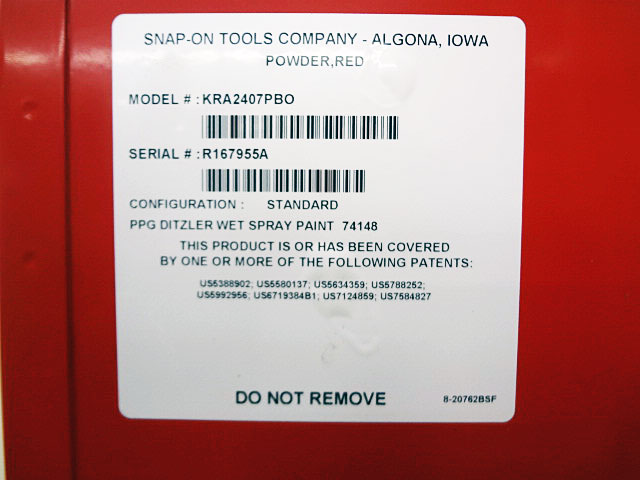 SNAP-ON TOOLS COMPANY - ALGONA, IOWA
POWDER,RED
MODEL # : KRA2407PBO
SERIAL # : R167955A
CONFIGURATION : STANDARD
PPG DITZLER WET SPRAY PAINT 74148
THIS PRODUCT IS OR HAS BEEN COVERED
BY ONE OR MORE OF THE FOLLOWING PATENTS:
US5388902; US5580137; US5634359; US5788252;
US5992956; US6719384B1; US7124859; US7584827
DO NOT REMOVE 8-20762BSF